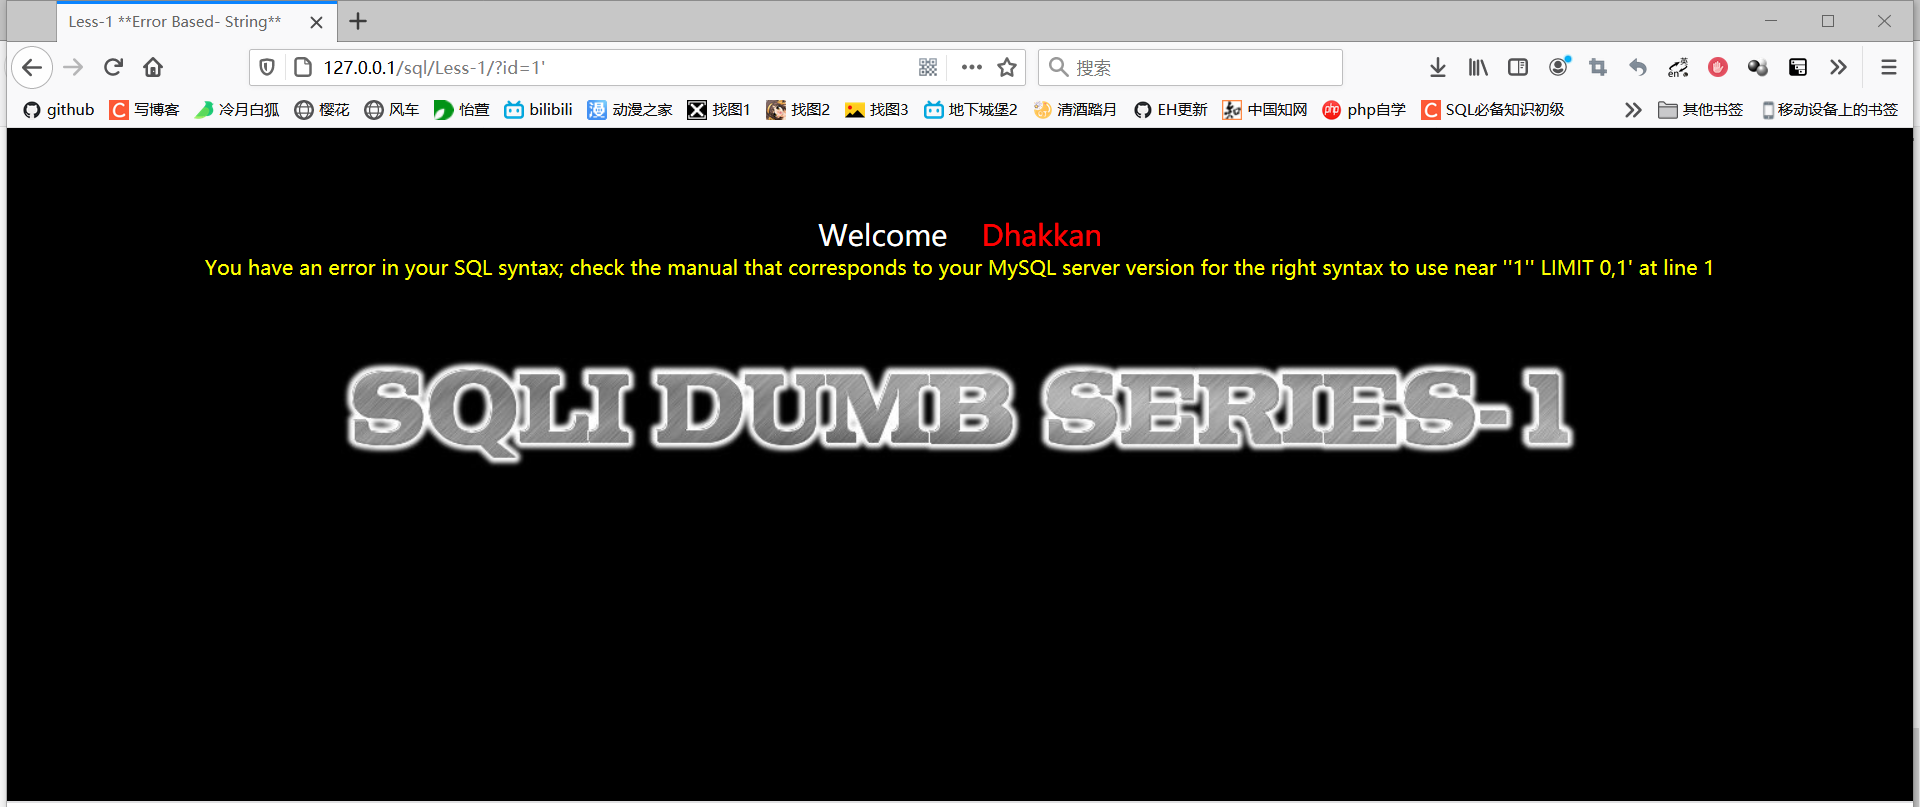 Less-1 **Error Based- String**
127.0.0.1/sql/Less-1/?id=1'
搜索
英 en
github 写博客 冷月白狐 樱花 风车 怡萱 bilibili 漫 动漫之家 找图1 找图2 找图3 地下城堡2 清酒踏月 EH更新 中国知网 php php自学 C SQL必备知识初级 其他书签 移动设备上的书签
Welcome Dhakkan
You have an error in your SQL syntax; check the manual that corresponds to your MySQL server version for the right syntax to use near ''1'' LIMIT 0,1' at line 1
SQLI DUMB SERIES-1